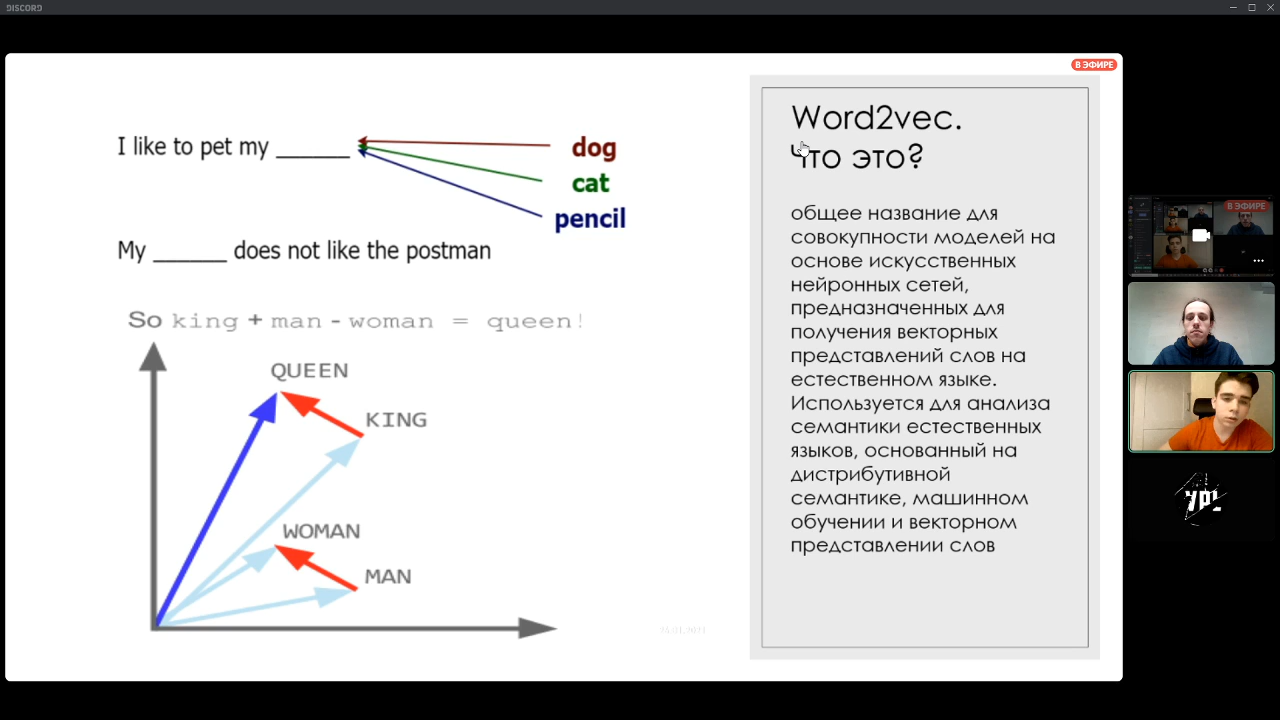 DISCORD
В ЭФИРЕ
I like to pet my ______
dog
cat
pencil
My ______ does not like the postman
So king + man - woman = queen!
QUEEN
KING
WOMAN
MAN
Word2vec.
Что это?
общее название для
совокупности моделей на
основе искусственных
нейронных сетей,
предназначенных для
получения векторных
представлений слов на
естественном языке.
Используется для анализа
семантики естественных
языков, основанный на
дистрибутивной
семантике, машинном
обучении и векторном
представлении слов
В ЭФИРЕ